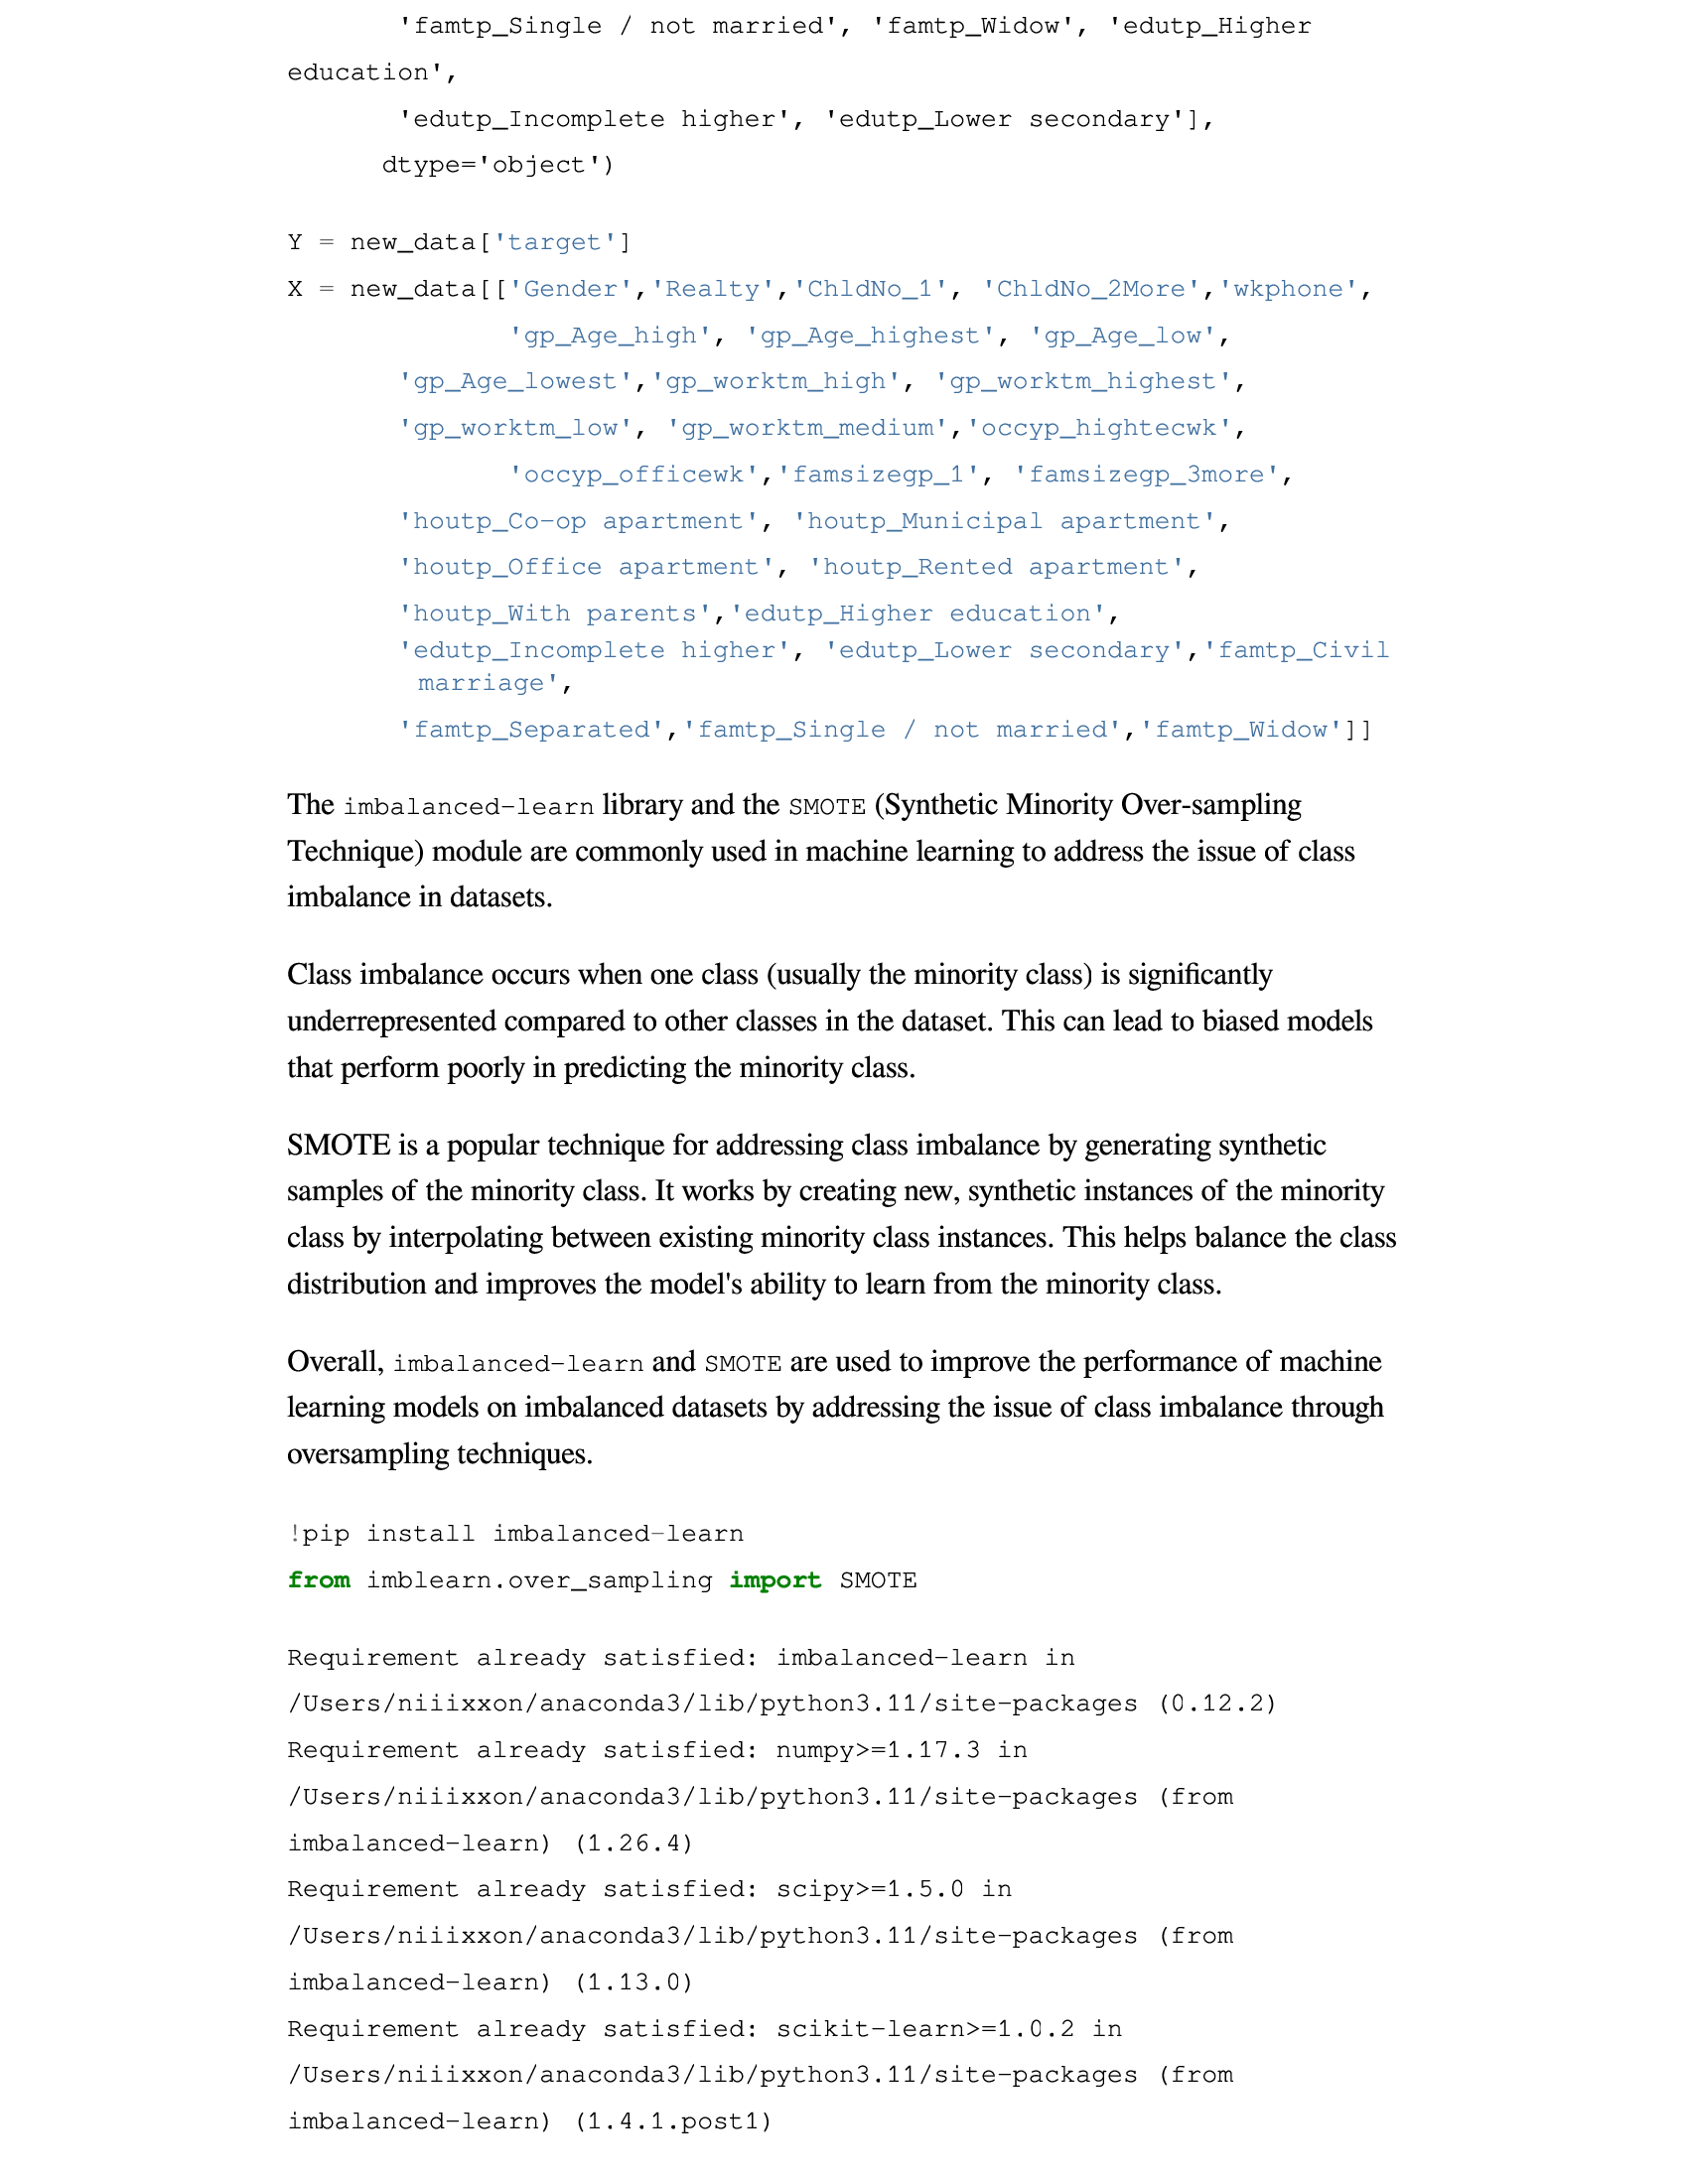 'famtp_Single / not married', 'famtp_Widow', 'edutp_Higher
education',
'edutp_Incomplete higher', 'edutp_Lower secondary'],
dtype='object')
Y = new_data['target']
X = new_data[['Gender','Realty','ChldNo_1', 'ChldNo_2More','wkphone',
'gp_Age_high', 'gp_Age_highest', 'gp_Age_low',
'gp_Age_lowest','gp_worktm_high', 'gp_worktm_highest',
'gp_worktm_low', 'gp_worktm_medium','occyp_hightecwk',
'occyp_officewk','famsizegp_1', 'famsizegp_3more',
'houtp_Co-op apartment', 'houtp_Municipal apartment',
'houtp_Office apartment', 'houtp_Rented apartment',
'houtp_With parents','edutp_Higher education',
'edutp_Incomplete higher', 'edutp_Lower secondary','famtp_Civil
marriage',
'famtp_Separated','famtp_Single / not married','famtp_Widow']]
The imbalanced-learn library and the SMOTE (Synthetic Minority Over-sampling
Technique) module are commonly used in machine learning to address the issue of class
imbalance in datasets.
Class imbalance occurs when one class (usually the minority class) is significantly
underrepresented compared to other classes in the dataset. This can lead to biased models
that perform poorly in predicting the minority class.
SMOTE is a popular technique for addressing class imbalance by generating synthetic
samples of the minority class. It works by creating new, synthetic instances of the minority
class by interpolating between existing minority class instances. This helps balance the class
distribution and improves the model's ability to learn from the minority class.
Overall, imbalanced-learn and SMOTE are used to improve the performance of machine
learning models on imbalanced datasets by addressing the issue of class imbalance through
oversampling techniques.
!pip install imbalanced-learn
from imblearn.over_sampling import SMOTE
Requirement already satisfied: imbalanced-learn in
/Users/niiixxon/anaconda3/lib/python3.11/site-packages (0.12.2)
Requirement already satisfied: numpy>=1.17.3 in
/Users/niiixxon/anaconda3/lib/python3.11/site-packages (from
imbalanced-learn) (1.26.4)
Requirement already satisfied: scipy>=1.5.0 in
/Users/niiixxon/anaconda3/lib/python3.11/site-packages (from
imbalanced-learn) (1.13.0)
Requirement already satisfied: scikit-learn>=1.0.2 in
/Users/niiixxon/anaconda3/lib/python3.11/site-packages (from
imbalanced-learn) (1.4.1.post1)